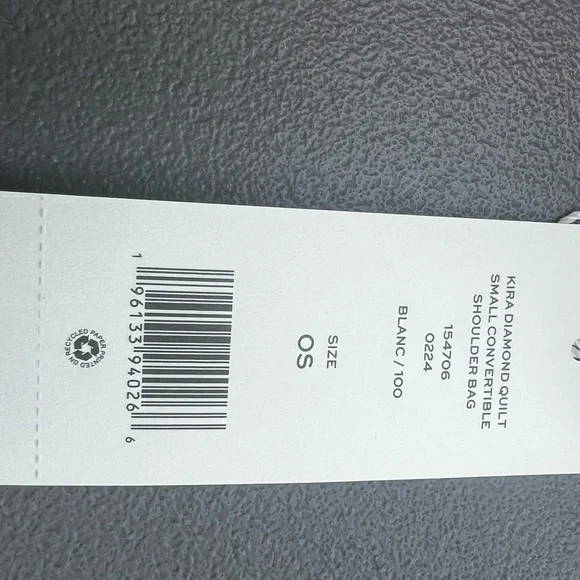 KIRA DIAMOND QUILT
SMALL CONVERTIBLE
SHOULDER BAG
154706
0224
BLANC / 100
SIZE
OS
1 96133 94026 6
PRINTED ON RECYCLED PAPER